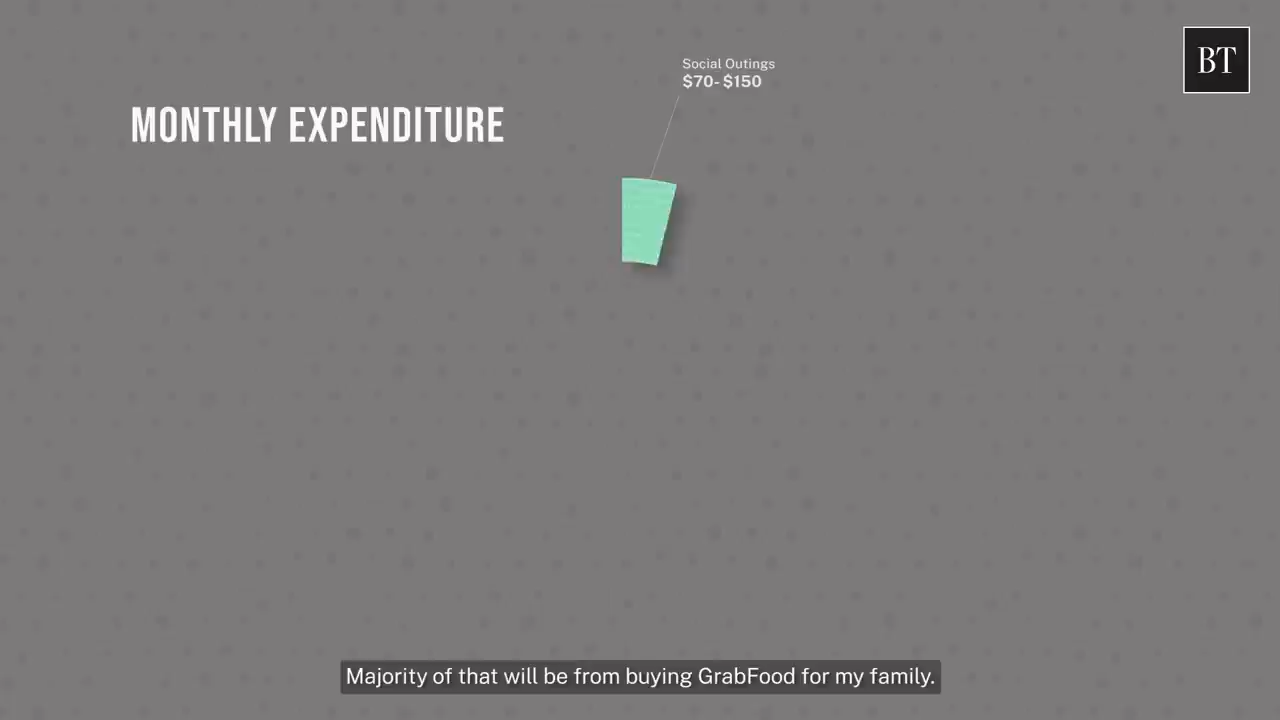 BT
Social Outings
$70- $150
MONTHLY EXPENDITURE
Majority of that will be from buying GrabFood for my family.